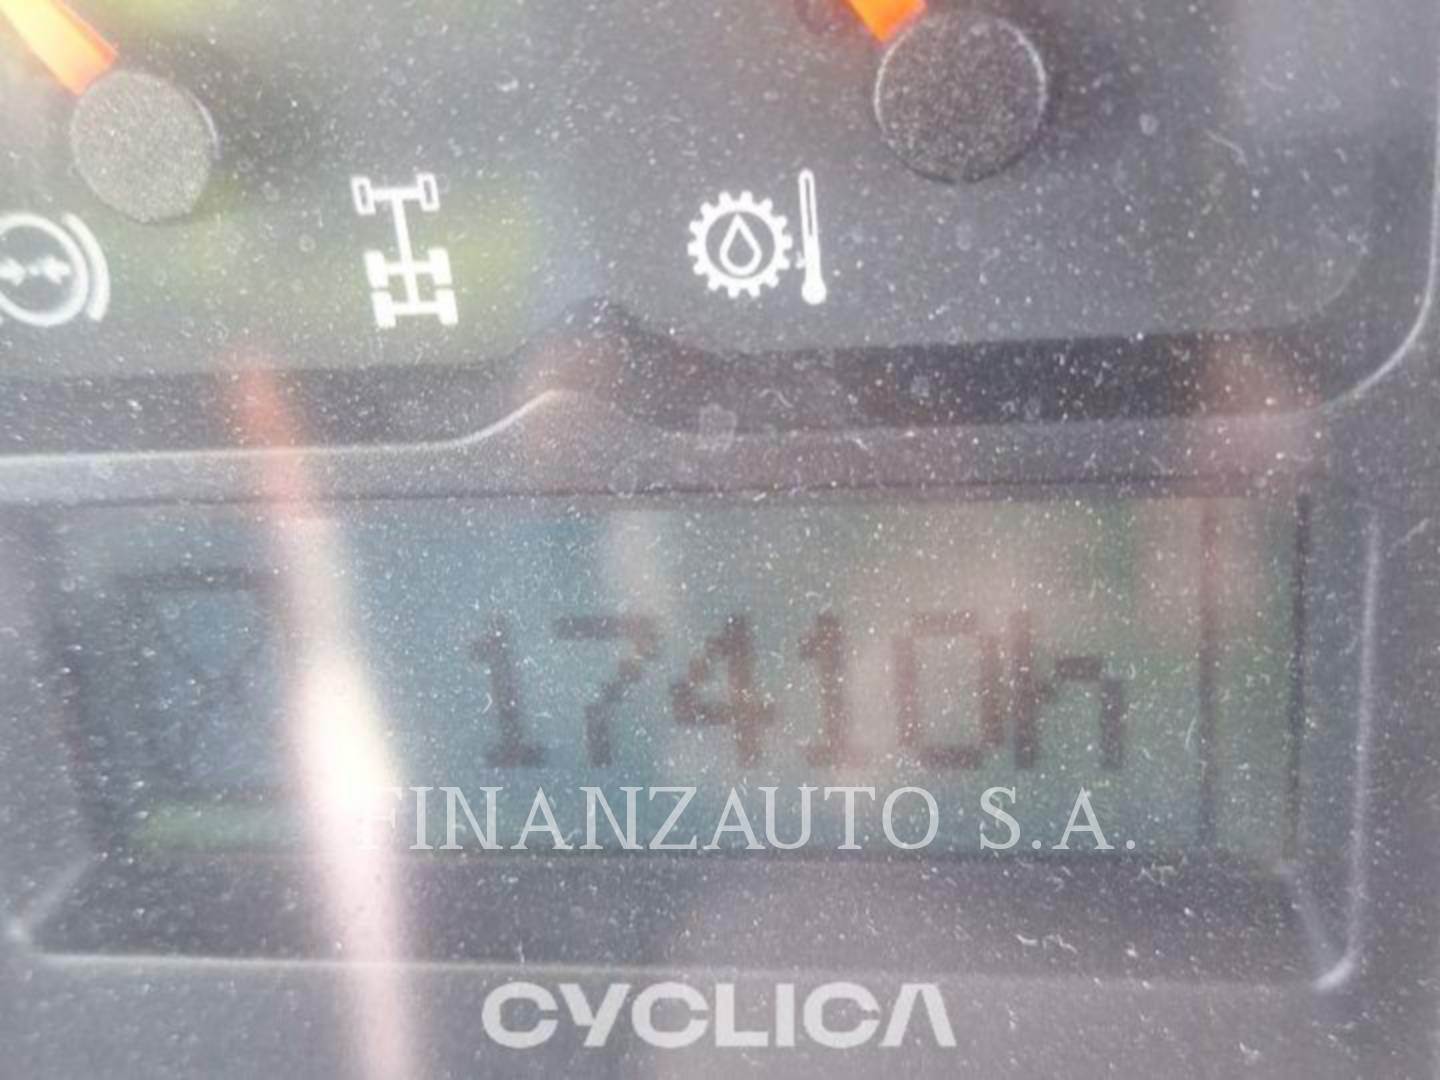 17410h
FINANZAUTO S.A.
CYCLICA